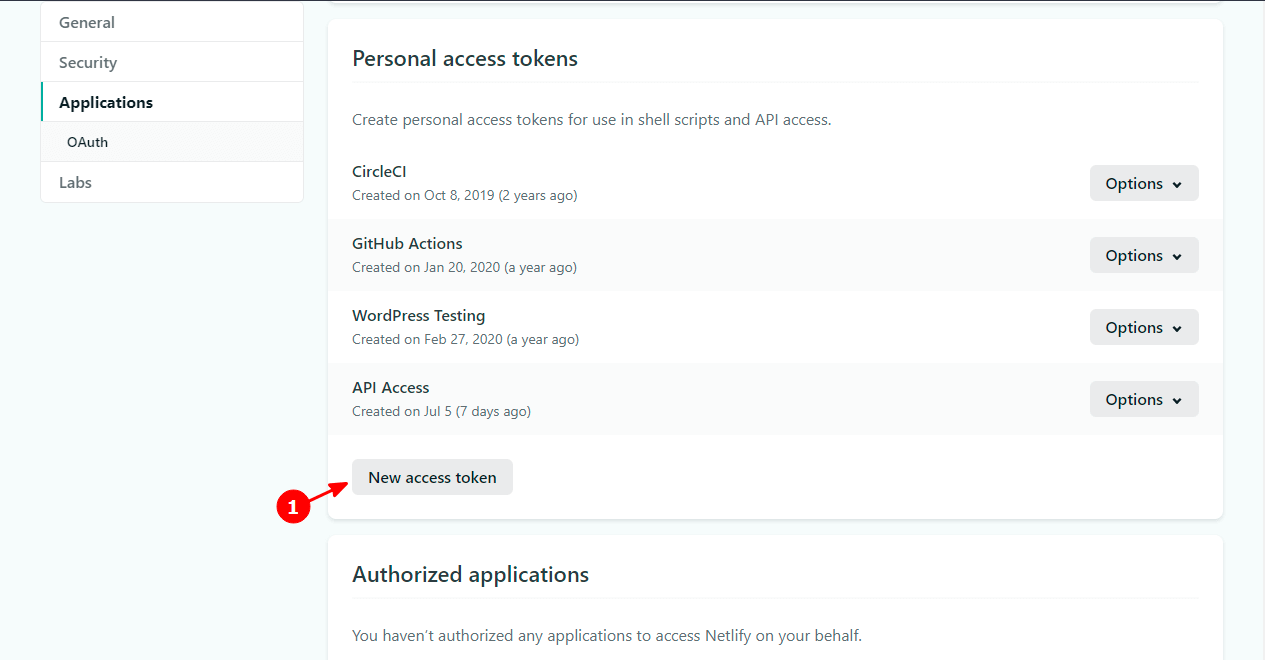 General
Security
Applications
OAuth
Labs
Personal access tokens
Create personal access tokens for use in shell scripts and API access.
CircleCI
Created on Oct 8, 2019 (2 years ago)
Options
GitHub Actions
Created on Jan 20, 2020 (a year ago)
Options
WordPress Testing
Created on Feb 27, 2020 (a year ago)
Options
API Access
Created on Jul 5 (7 days ago)
Options
New access token
1
Authorized applications
You haven’t authorized any applications to access Netlify on your behalf.